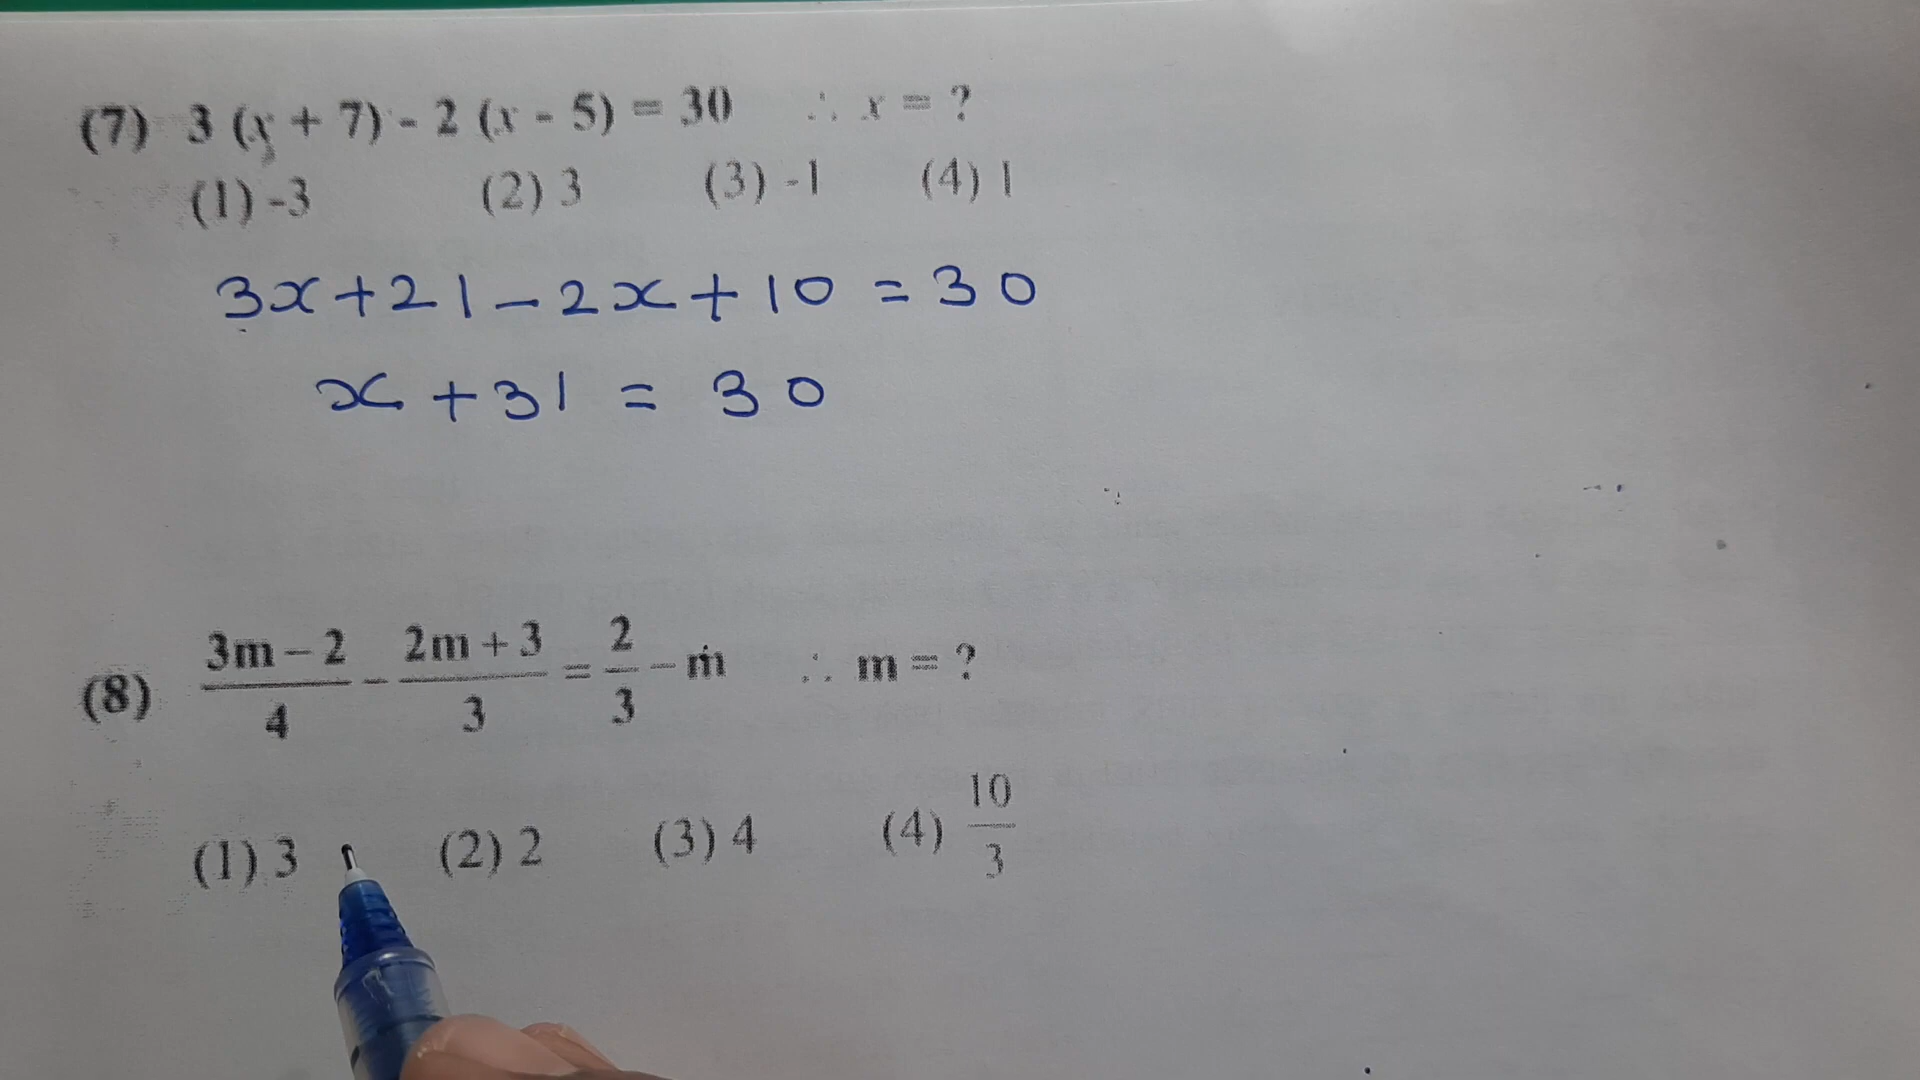 (7) 3 (x + 7) - 2 (x - 5) = 30 ∴ x = ?
(1) -3 (2) 3 (3) -1 (4) 1
3x + 21 - 2x + 10 = 30
x + 31 = 30
(8) (3m – 2)/4 – (2m + 3)/3 = 2/3 – m ∴ m = ?
(1) 3 (2) 2 (3) 4 (4) 10/3